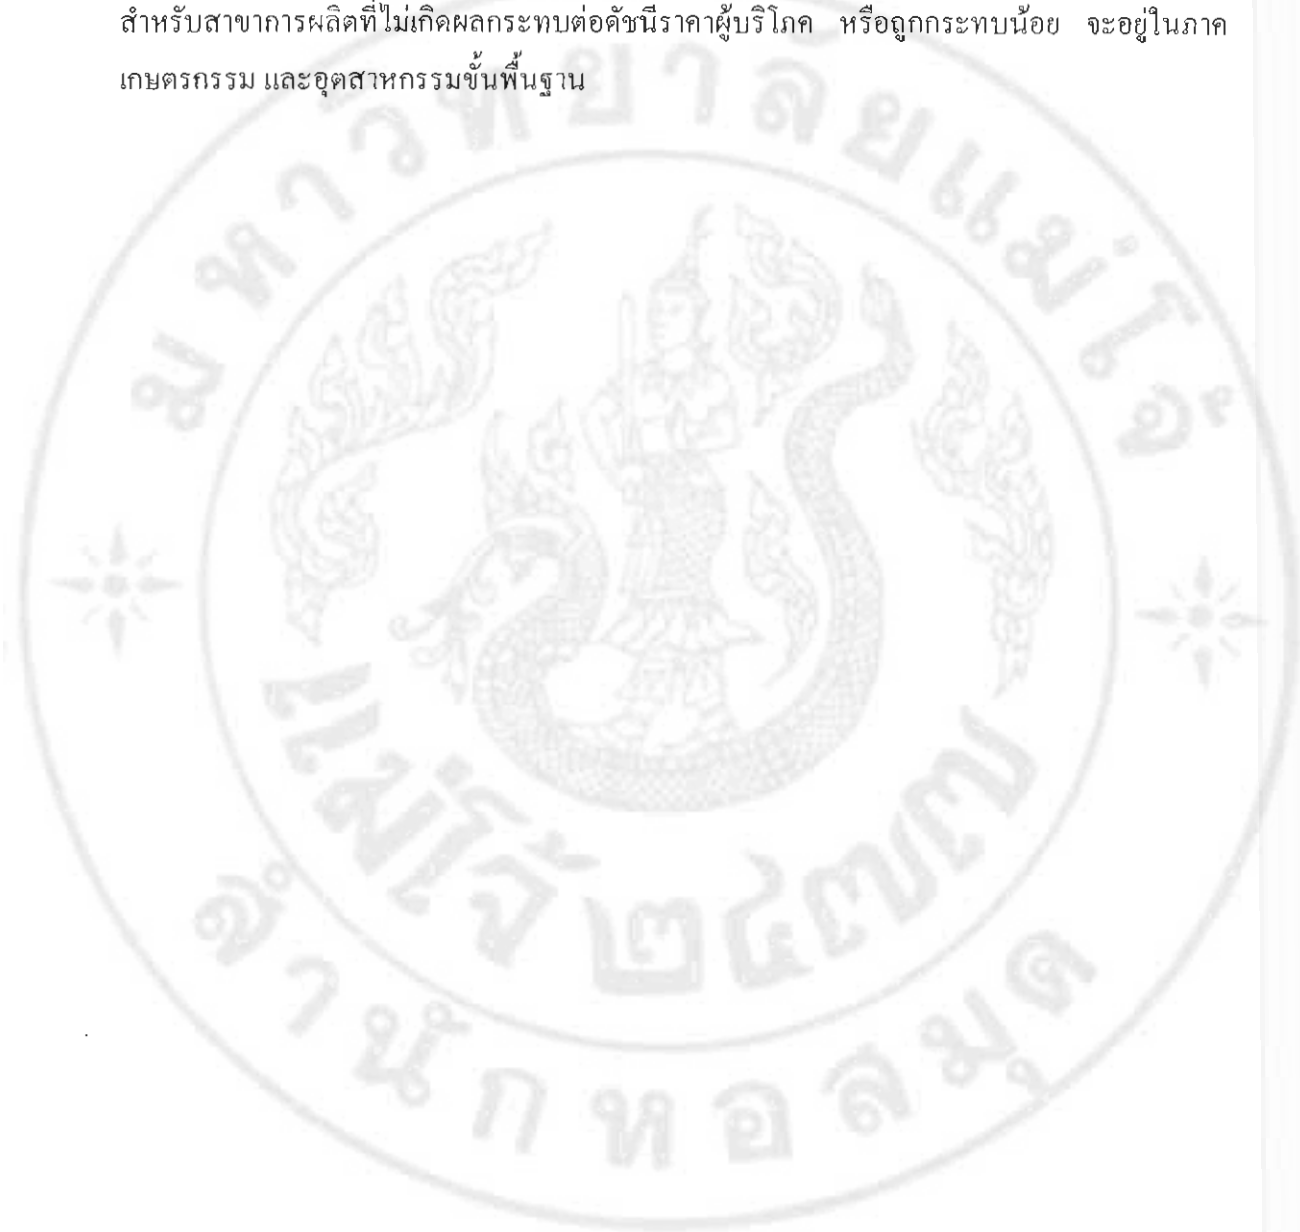 สำหรับสาขาการผลิตที่ไม่เกิดผลกระทบต่อดัชนีราคาผู้บริโภค หรือถูกกระทบน้อย จะอยู่ในภาค
เกษตรกรรม และอุตสาหกรรมขั้นพื้นฐาน
มหาวิทยาลัยแม่โจ้
แม่โจ้ ๒๔๗๗
สำนักหอสมุด